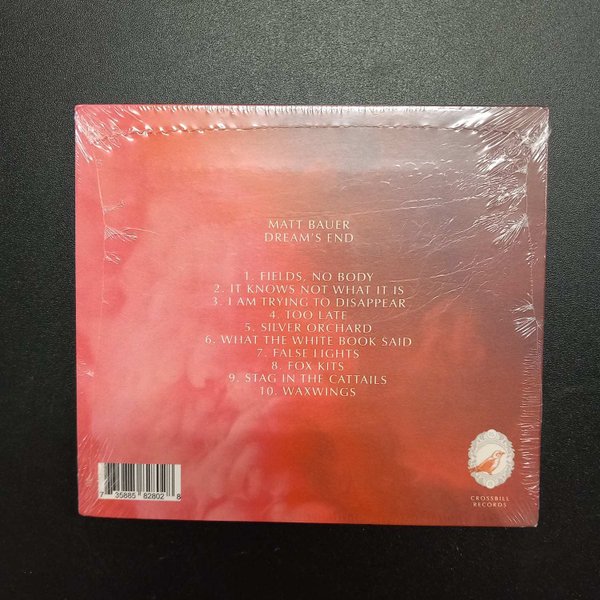 MATT BAUER
DREAM'S END
1. FIELDS, NO BODY
2. IT KNOWS NOT WHAT IT IS
3. I AM TRYING TO DISAPPEAR
4. TOO LATE
5. SILVER ORCHARD
6. WHAT THE WHITE BOOK SAID
7. FALSE LIGHTS
8. FOX KITS
9. STAG IN THE CATTAILS
10. WAXWINGS
7 35885 82802 8
CROSSBILL
RECORDS